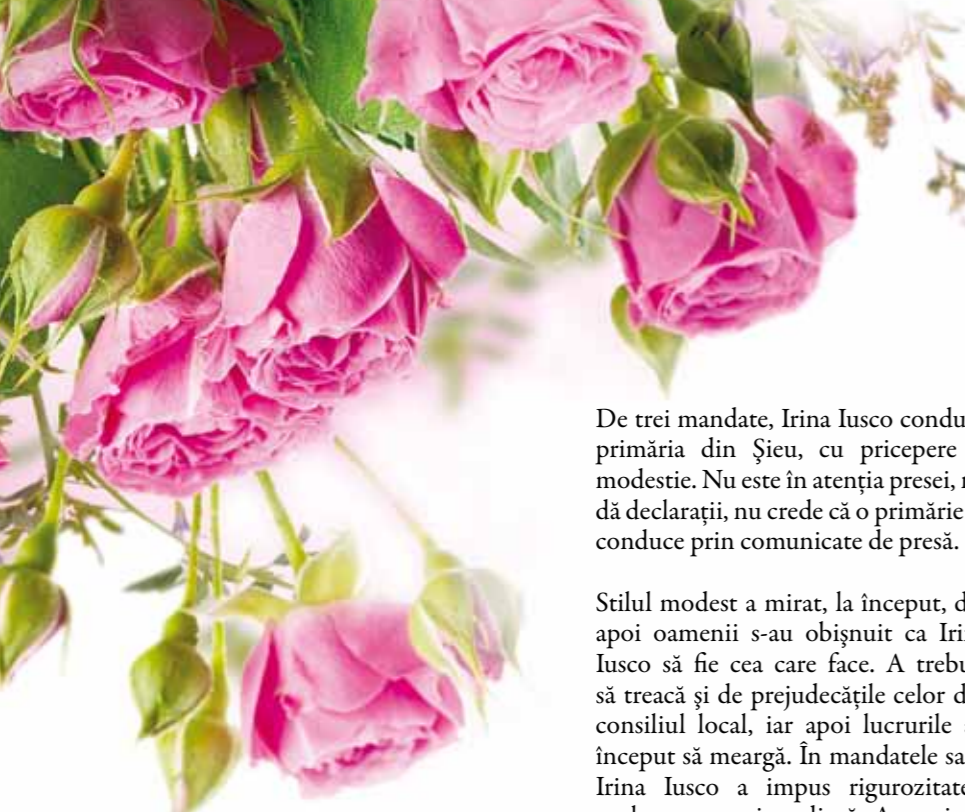 De trei mandate, Irina Iusco condu
primăria din Şieu, cu pricepere
modestie. Nu este în atenţia presei, n
dă declaraţii, nu crede că o primărie
conduce prin comunicate de presă.
Stilul modest a mirat, la început, d
apoi oamenii s-au obişnuit ca Iri
Iusco să fie cea care face. A trebu
să treacă şi de prejudecăţile celor d
consiliul local, iar apoi lucrurile
început să meargă. În mandatele sa
Irina Iusco a impus rigurozitate